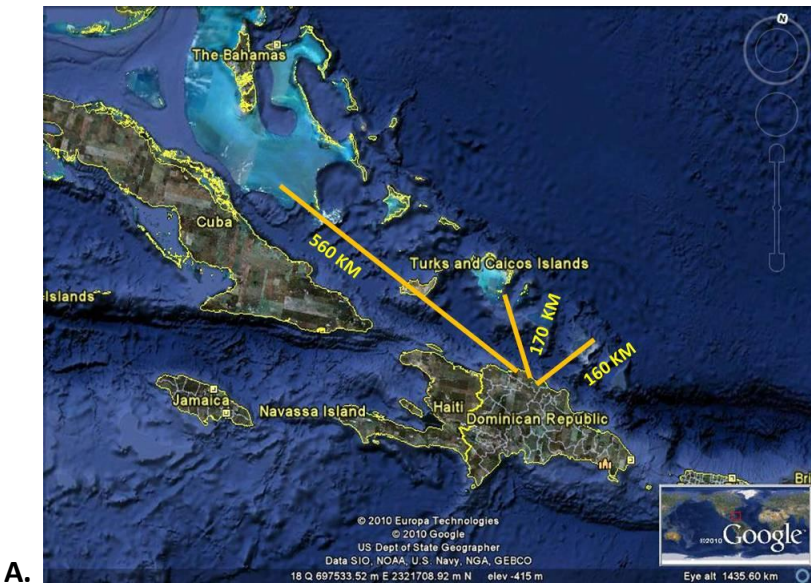 N
The Bahamas
Cuba
560 KM
Turks and Caicos Islands
-Islands
170 KM
160 KM
Jamaica
Navassa Island
Haiti
Dominican Republic
Bri
© 2010 Europa Technologies
© 2010 Google
US Dept of State Geographer
Data SIO, NOAA, U.S. Navy, NGA, GEBCO
©2010 Google
A.
18 Q 697533.52 m E 2321708.92 m N elev -415 m Eye alt 1435.60 km